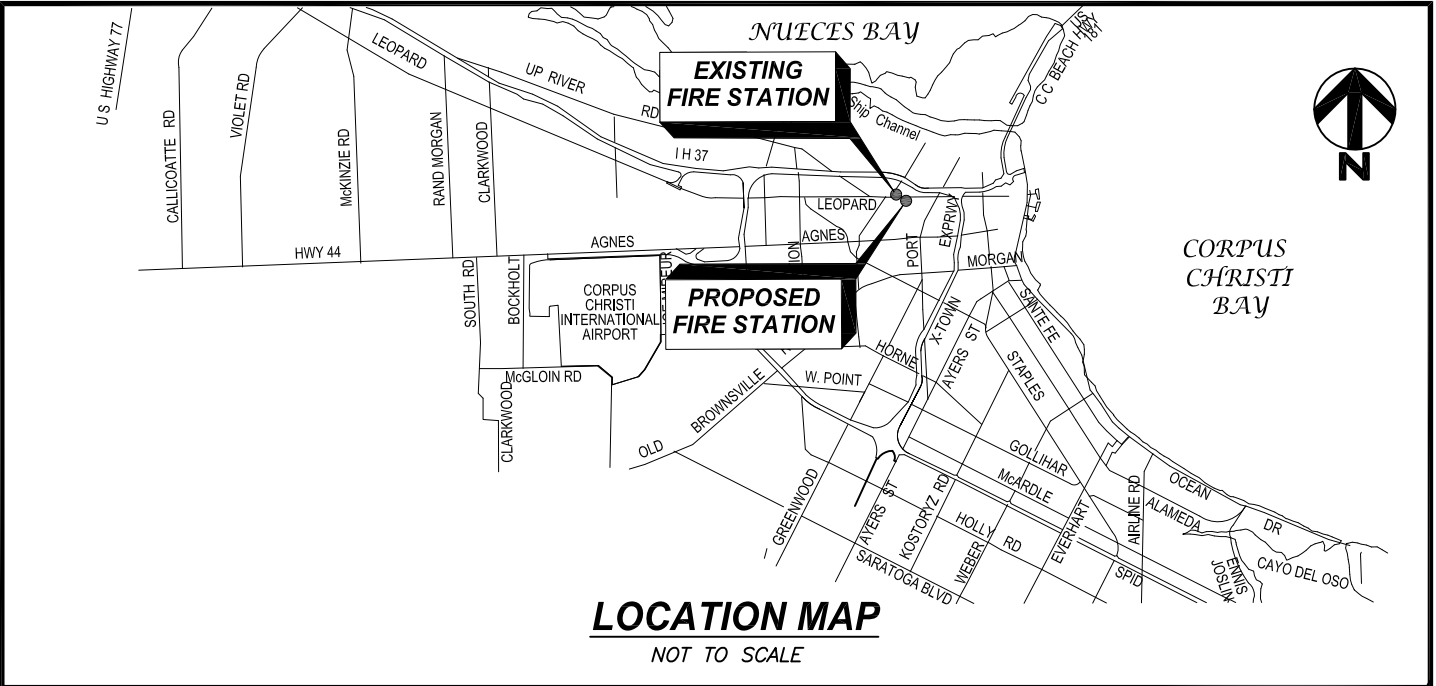 NUECES BAY
US HWY
181
C C BEACH
U S HIGHWAY 77
LEOPARD
UP RIVER
RD
EXISTING
FIRE STATION
Ship Channel
N
CALLICOATTE RD
VIOLET RD
McKINZIE RD
RAND MORGAN
CLARKWOOD
I H 37
LEOPARD
HWY 44
AGNES
AGNES
PORT
EXPRWY
MORGAN
CORPUS
CHRISTI
BAY
SOUTH RD
BOCKHOLT
CORPUS
CHRISTI
INTERNATIONAL
AIRPORT
PROPOSED
FIRE STATION
SANTE FE
X-TOWN
AYERS ST
STAPLES
HORNE
McGLOIN RD
W. POINT
CLARKWOOD
OLD
BROWNSVILLE
GOLLIHAR
McARDLE
GREENWOOD
AYERS ST
KOSTORYZ RD
WEBER
HOLLY
RD
EVERHART
AIRLINE RD
OCEAN
DR
ALAMEDA
SARATOGA BLVD
SPID
ENNIS
JOSLIN
CAYO DEL OSO
LOCATION MAP
NOT TO SCALE